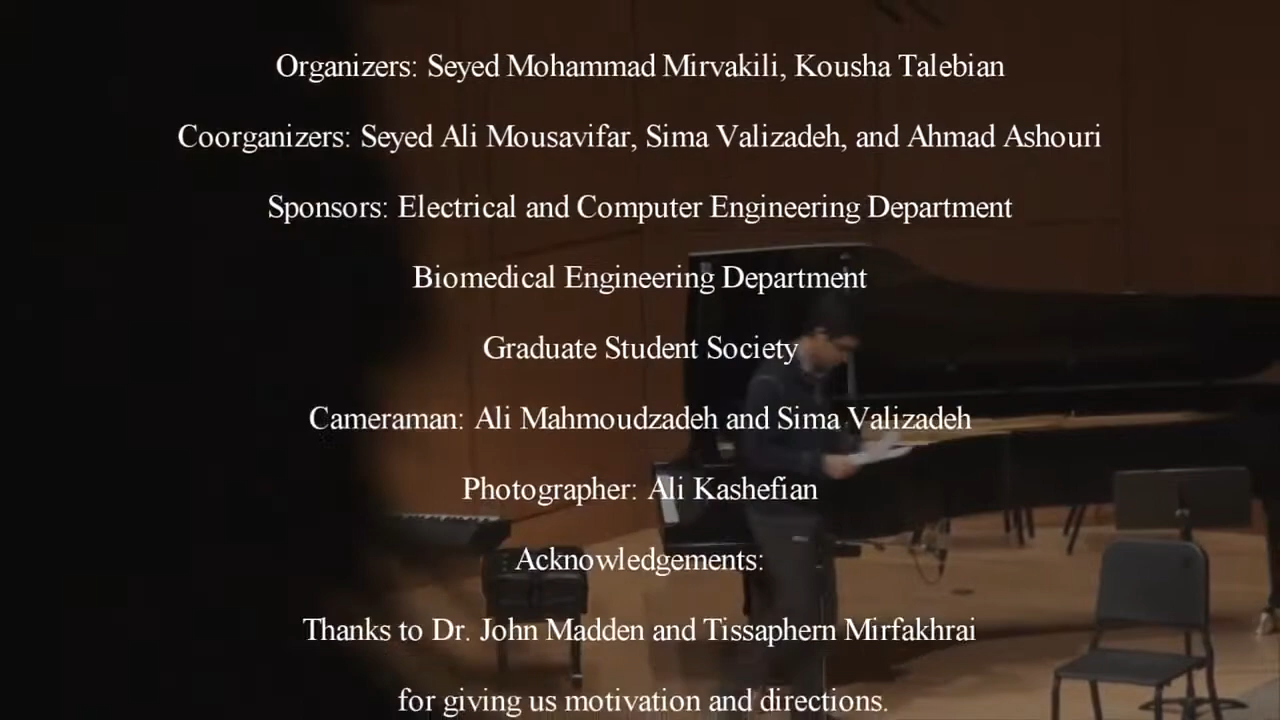 Organizers: Seyed Mohammad Mirvakili, Kousha Talebian
Coorganizers: Seyed Ali Mousavifar, Sima Valizadeh, and Ahmad Ashouri
Sponsors: Electrical and Computer Engineering Department
Biomedical Engineering Department
Graduate Student Society
Cameraman: Ali Mahmoudzadeh and Sima Valizadeh
Photographer: Ali Kashefian
Acknowledgements:
Thanks to Dr. John Madden and Tissaphern Mirfakhrai
for giving us motivation and directions.